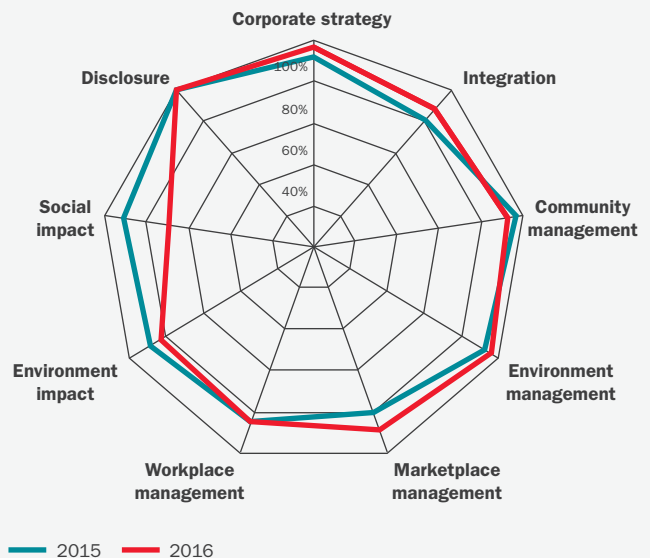 Corporate strategy
100%
Disclosure
Integration
80%
60%
40%
Social
impact
Community
management
Environment
impact
Environment
management
Workplace
management
Marketplace
management
2015 2016